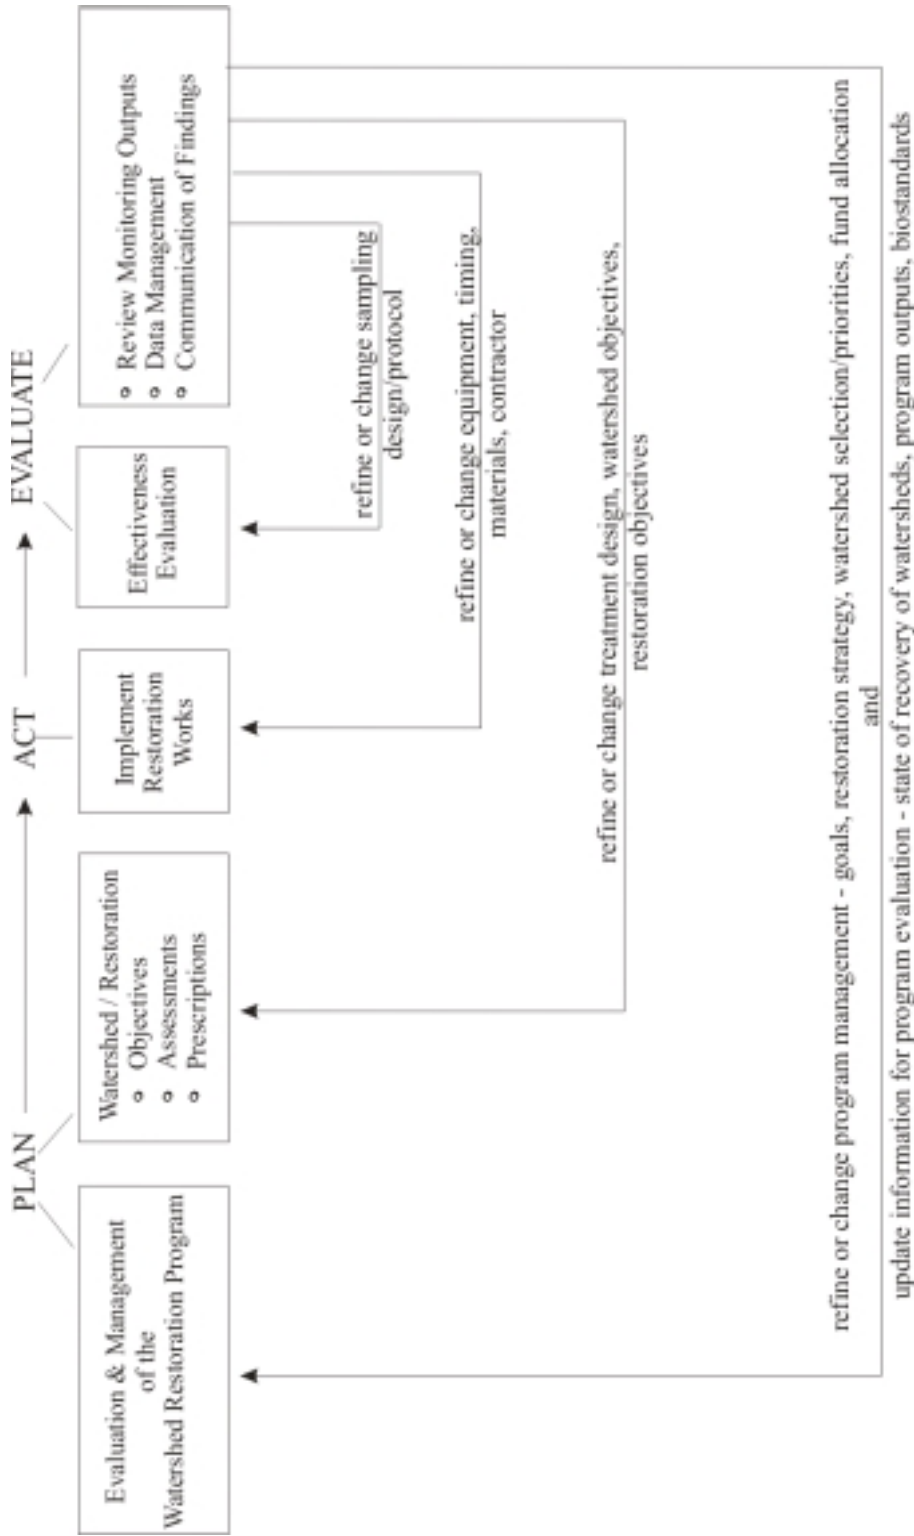 PLAN
ACT
EVALUATE
Evaluation & Management
of the
Watershed Restoration Program
Watershed / Restoration
Objectives
Assessments
Prescriptions
Implement
Restoration
Works
Effectiveness
Evaluation
Review Monitoring Outputs
Data Management
Communication of Findings
refine or change sampling
design/protocol
refine or change equipment, timing,
materials, contractor
refine or change treatment design, watershed objectives,
restoration objectives
refine or change program management - goals, restoration strategy, watershed selection/priorities, fund allocation
and
update information for program evaluation - state of recovery of watersheds, program outputs, biostandards